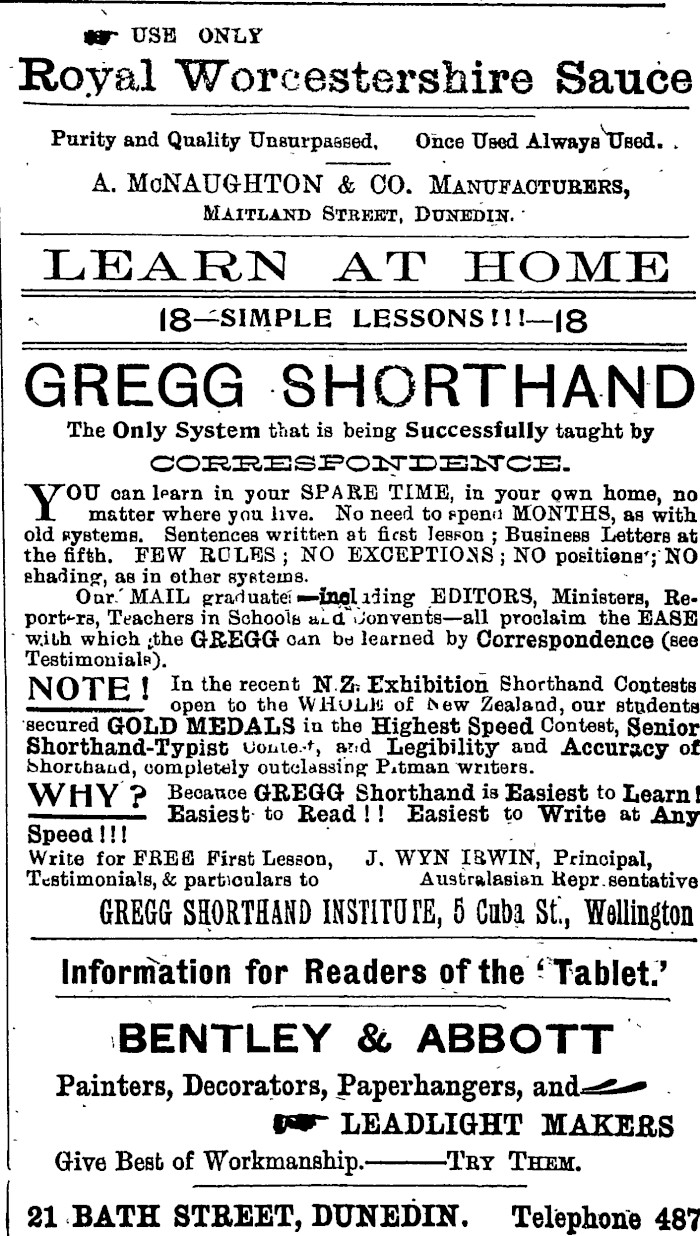 USE ONLY
Royal Worcestershire Sauce
Purity and Quality Unsurpassed. Once Used Always Used.
A. McNAUGHTON & CO. MANUFACTURERS,
MAITLAND STREET, DUNEDIN.
LEARN AT HOME
18—SIMPLE LESSONS!!!—18
GREGG SHORTHAND
The Only System that is being Successfully taught by
CORRESPONDENCE.
YOU can learn in your SPARE TIME, in your own home, no
matter where you live. No need to spend MONTHS, as with
old systems. Sentences written at first lesson; Business Letters at
the fifth. FEW RULES; NO EXCEPTIONS; NO positions; NO
shading, as in other systems.
Our MAIL graduates—including EDITORS, Ministers, Re-
porters, Teachers in Schools and Convents—all proclaim the EASE
with which the GREGG can be learned by Correspondence (see
Testimonials).
NOTE! In the recent N.Z. Exhibition Shorthand Contests
open to the WHOLE of New Zealand, our students
secured GOLD MEDALS in the Highest Speed Contest, Senior
Shorthand-Typist Contest, and Legibility and Accuracy of
Shorthand, completely outclassing Pitman writers.
WHY? Because GREGG Shorthand is Easiest to Learn!
Easiest to Read!! Easiest to Write at Any
Speed!!!
Write for FREE First Lesson, J. WYN IRWIN, Principal,
Testimonials, & particulars to Australasian Representative
GREGG SHORTHAND INSTITUTE, 5 Cuba St., Wellington
Information for Readers of the 'Tablet.'
BENTLEY & ABBOTT
Painters, Decorators, Paperhangers, and
LEADLIGHT MAKERS
Give Best of Workmanship.——TRY THEM.
21 BATH STREET, DUNEDIN. Telephone 487